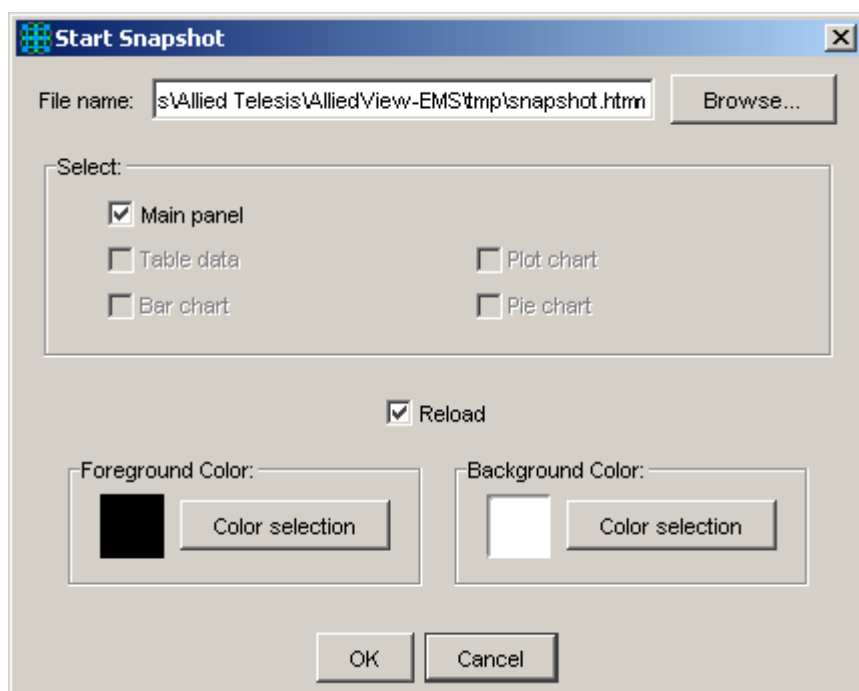 Start Snapshot
File name: s\Allied Telesis\AlliedView-EMS\tmp\snapshot.htm Browse...
Select:
Main panel
Table data Plot chart
Bar chart Pie chart
Reload
Foreground Color: Background Color:
Color selection Color selection
OK Cancel